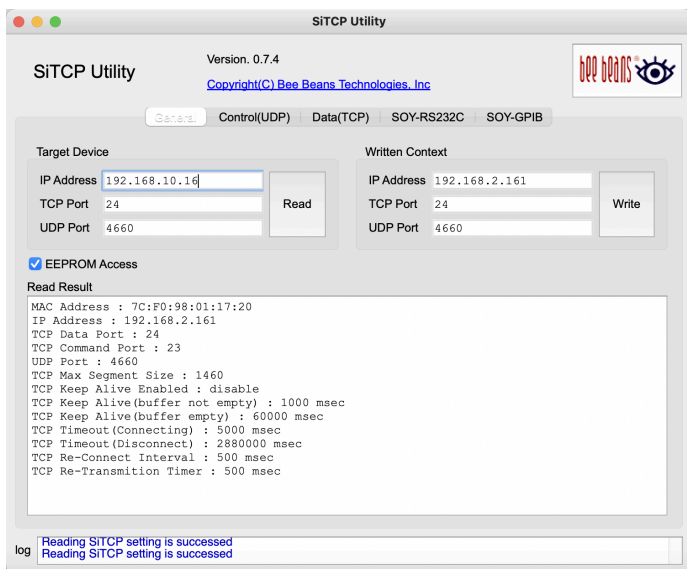 SiTCP Utility
SiTCP Utility
Version. 0.7.4
Copyright(C) Bee Beans Technologies, Inc
bee beans
General Control(UDP) Data(TCP) SOY-RS232C SOY-GPIB
Target Device
IP Address 192.168.10.16
TCP Port 24
UDP Port 4660
Read
Written Context
IP Address 192.168.2.161
TCP Port 24
UDP Port 4660
Write
EEPROM Access
Read Result
MAC Address : 7C:F0:98:01:17:20
IP Address : 192.168.2.161
TCP Data Port : 24
TCP Command Port : 23
UDP Port : 4660
TCP Max Segment Size : 1460
TCP Keep Alive Enabled : disable
TCP Keep Alive(buffer not empty) : 1000 msec
TCP Keep Alive(buffer empty) : 60000 msec
TCP Timeout(Connecting) : 5000 msec
TCP Timeout(Disconnect) : 2880000 msec
TCP Re-Connect Interval : 500 msec
TCP Re-Transmition Timer : 500 msec
log
Reading SiTCP setting is successed
Reading SiTCP setting is successed